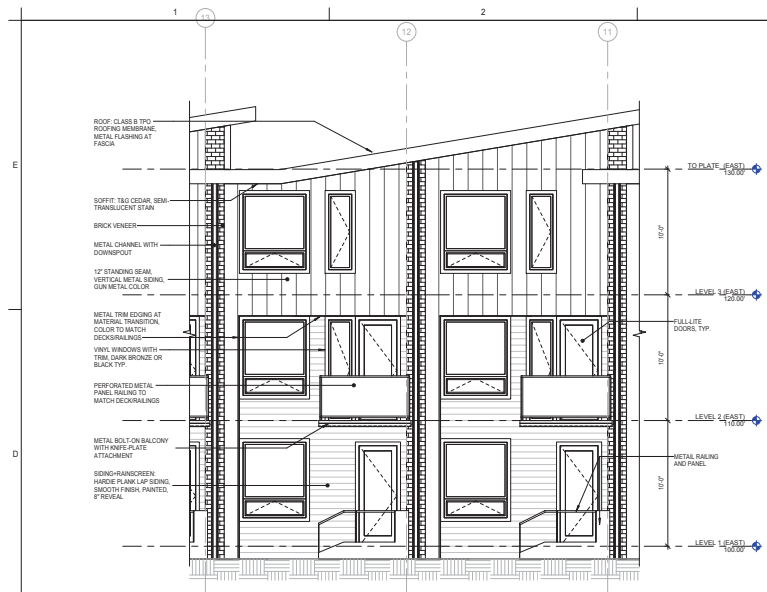 1
2
13
12
11
E
D
ROOF: CLASS B TPO
ROOFING MEMBRANE,
METAL FLASHING AT
FASCIA
SOFFIT: T&G CEDAR, SEMI-
TRANSLUCENT STAIN
BRICK VENEER
METAL CHANNEL WITH
DOWNSPOUT
12" STANDING SEAM,
VERTICAL METAL SIDING,
GUN METAL COLOR
METAL TRIM EDGING AT
MATERIAL TRANSITION,
COLOR TO MATCH
DECKS/RAILINGS
VINYL WINDOWS WITH
TRIM, DARK BRONZE OR
BLACK TYP.
PERFORATED METAL
PANEL RAILING TO
MATCH DECK/RAILINGS
METAL BOLT-ON BALCONY
WITH KNIFE-PLATE
ATTACHMENT
SIDING+RAINSCREEN:
HARDIE PLANK LAP SIDING,
SMOOTH FINISH, PAINTED,
8" REVEAL
TO PLATE (EAST)
130.00'
10'-0"
LEVEL 3 (EAST)
120.00'
FULL-LITE
DOORS, TYP.
10'-0"
LEVEL 2 (EAST)
110.00'
METAIL RAILING
AND PANEL
10'-0"
LEVEL 1 (EAST)
100.00'